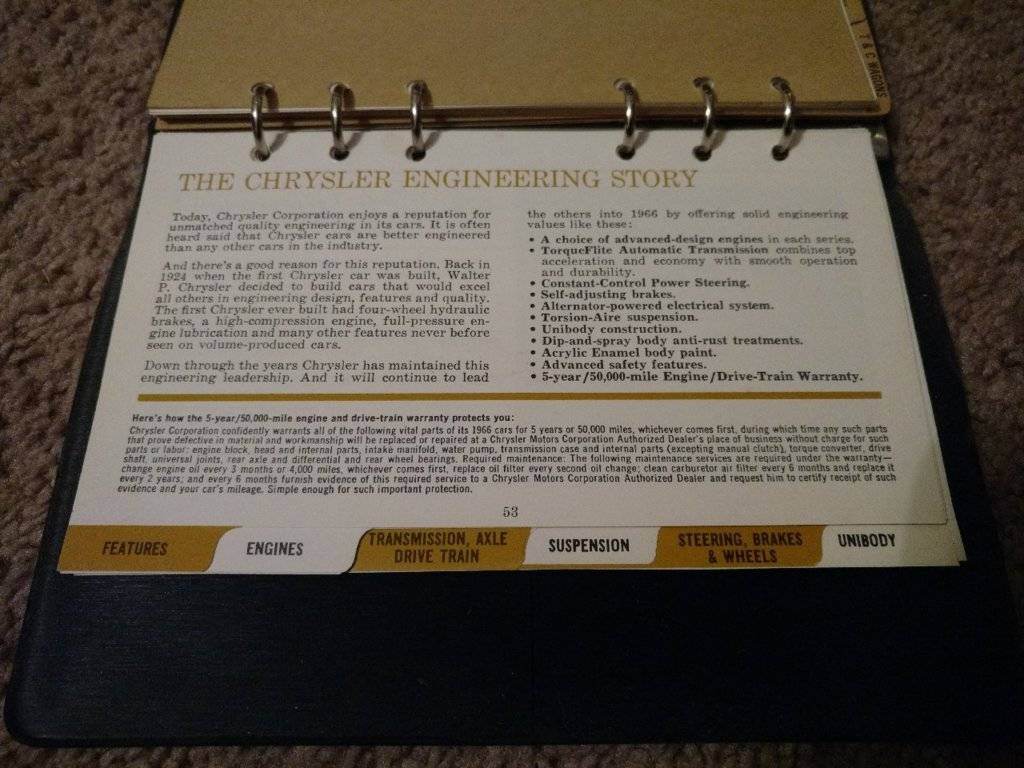 T & C WAGONS
THE CHRYSLER ENGINEERING STORY
Today, Chrysler Corporation enjoys a reputation for
unmatched quality engineering in its cars. It is often
heard said that Chrysler cars are better engineered
than any other cars in the industry.
And there's a good reason for this reputation. Back in
1924 when the first Chrysler car was built, Walter
P. Chrysler decided to build cars that would excel
all others in engineering design, features and quality.
The first Chrysler ever built had four-wheel hydraulic
brakes, a high-compression engine, full-pressure en-
gine lubrication and many other features never before
seen on volume-produced cars.
Down through the years Chrysler has maintained this
engineering leadership. And it will continue to lead
the others into 1966 by offering solid engineering
values like these:
• A choice of advanced-design engines in each series.
• TorqueFlite Automatic Transmission combines top
acceleration and economy with smooth operation
and durability.
• Constant-Control Power Steering.
• Self-adjusting brakes.
• Alternator-powered electrical system.
• Torsion-Aire suspension.
• Unibody construction.
• Dip-and-spray body anti-rust treatments.
• Acrylic Enamel body paint.
• Advanced safety features.
• 5-year/50,000-mile Engine/Drive-Train Warranty.
Here's how the 5-year/50,000-mile engine and drive-train warranty protects you:
Chrysler Corporation confidently warrants all of the following vital parts of its 1966 cars for 5 years or 50,000 miles, whichever comes first, during which time any such parts
that prove defective in material and workmanship will be replaced or repaired at a Chrysler Motors Corporation Authorized Dealer's place of business without charge for such
parts or labor: engine block, head and internal parts, intake manifold, water pump, transmission case and internal parts (excepting manual clutch), torque converter, drive
shaft, universal joints, rear axle and differential and rear wheel bearings. Required maintenance: The following maintenance services are required under the warranty—
change engine oil every 3 months or 4,000 miles, whichever comes first, replace oil filter every second oil change; clean carburetor air filter every 6 months and replace it
every 2 years; and every 6 months furnish evidence of this required service to a Chrysler Motors Corporation Authorized Dealer and request him to certify receipt of such
evidence and your car's mileage. Simple enough for such important protection.
53
FEATURES
ENGINES
TRANSMISSION, AXLE
DRIVE TRAIN
SUSPENSION
STEERING, BRAKES
& WHEELS
UNIBODY